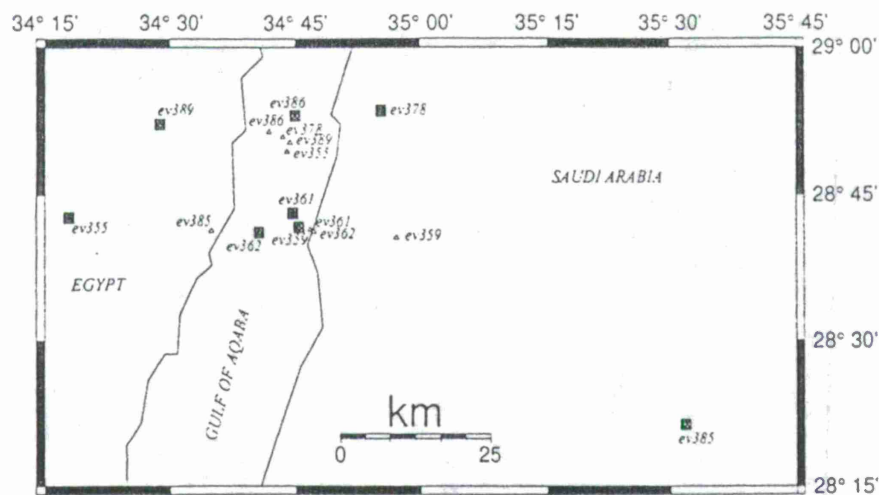 34° 15' 34° 30' 34° 45' 35° 00' 35° 15' 35° 30' 35° 45'
29° 00'
ev389
ev386
ev378
ev386
ev378
ev389
ev355
SAUDI ARABIA
28° 45'
ev361
ev355
ev385
ev361
ev362
ev359
ev362
ev359
EGYPT
GULF OF AQABA
28° 30'
km
0 25
ev385
28° 15'